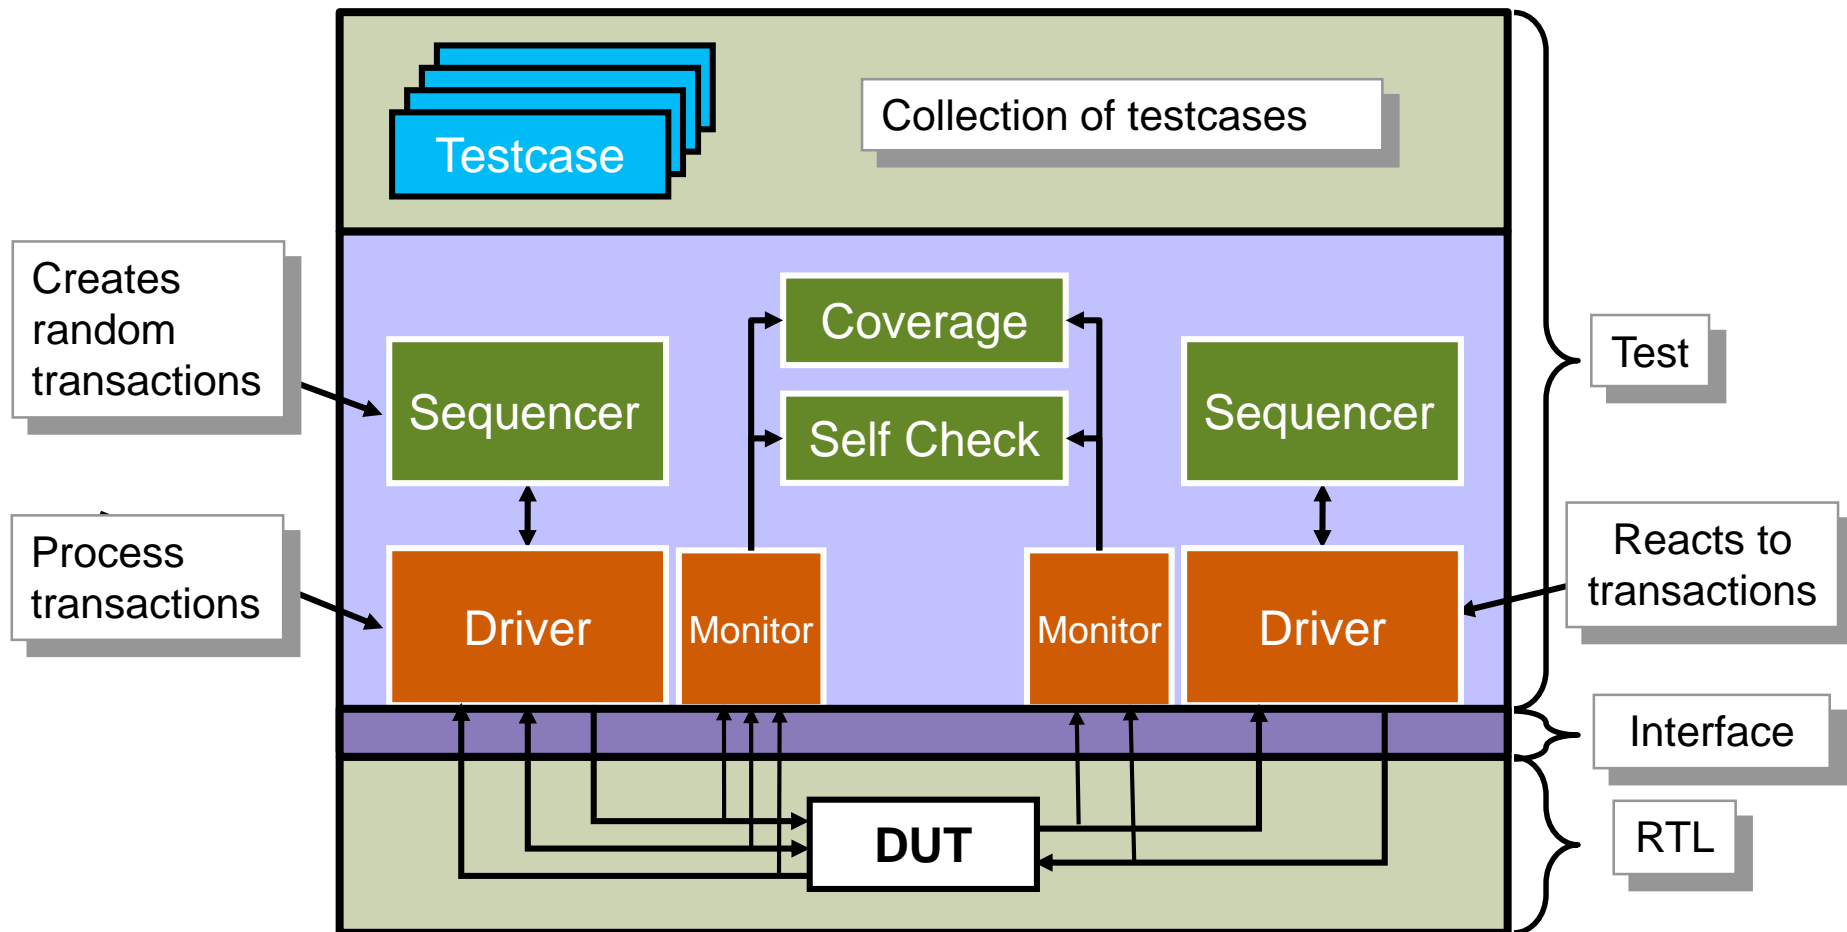 Testcase
Collection of testcases
Creates
random
transactions
Coverage
Sequencer
Self Check
Sequencer
Test
Process
transactions
Driver
Monitor
Monitor
Driver
Reacts to
transactions
Interface
DUT
RTL